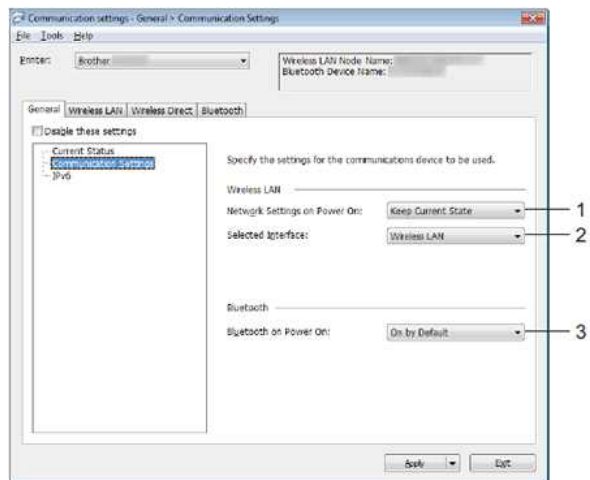 Communication settings - General > Communication Settings
File Tools Help
Printer: Brother
Wireless LAN Node Name:
Bluetooth Device Name:
General Wireless LAN Wireless Direct Bluetooth
Disable these settings
Current Status
Communication Settings
IPv6
Specify the settings for the communications device to be used.
Wireless LAN
Network Settings on Power On: Keep Current State 1
Selected Interface: Wireless LAN 2
Bluetooth
Bluetooth on Power On: On by Default 3
Apply Exit